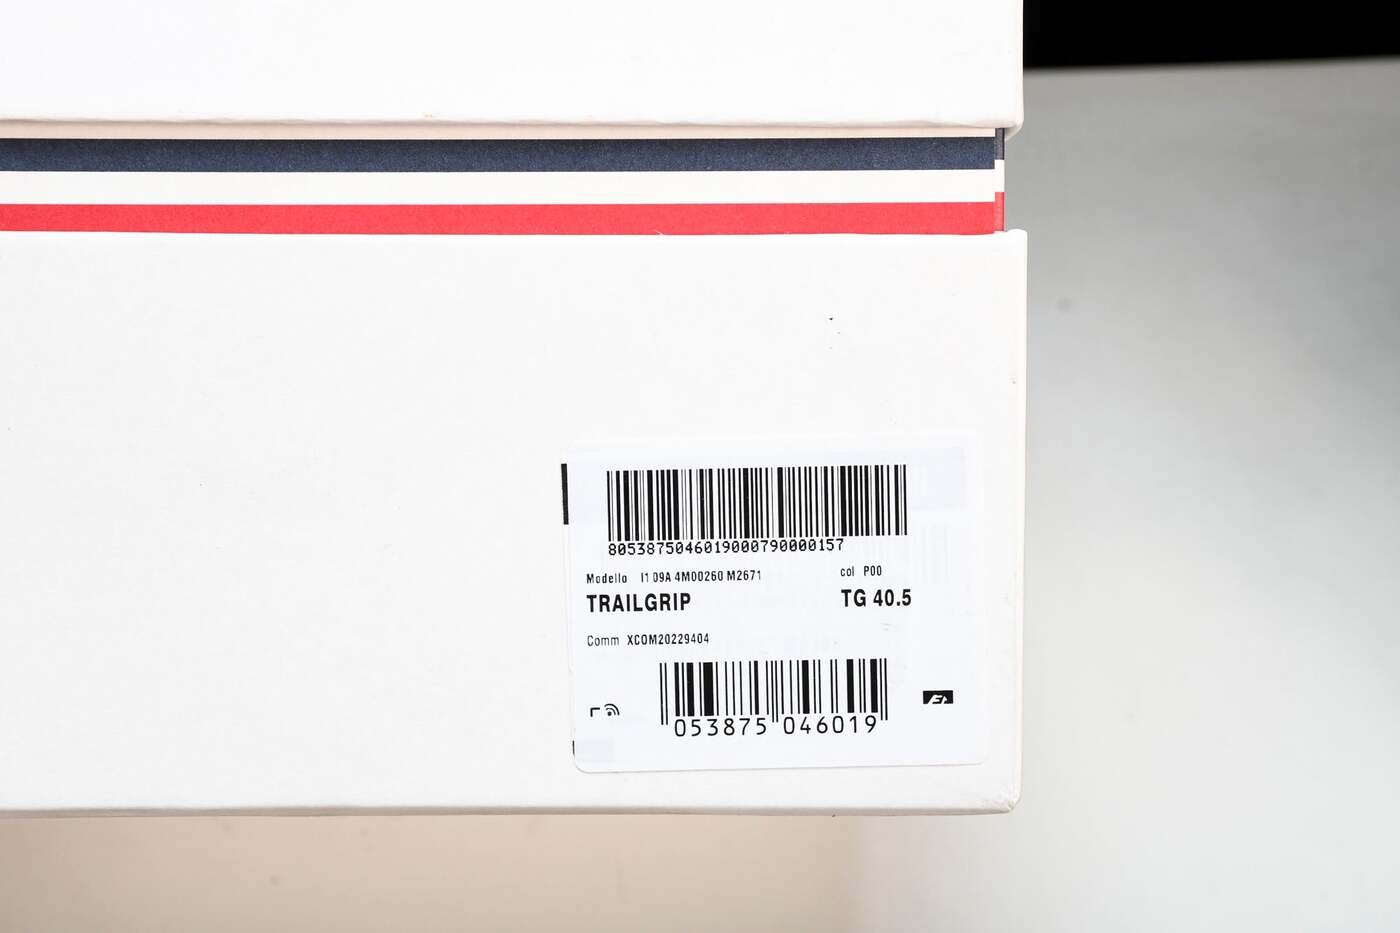 8053875046019000790000157
Modello I1 09A 4M00260 M2671 col P00
TRAILGRIP TG 40.5
Comm XCOM20229404
053875 046019